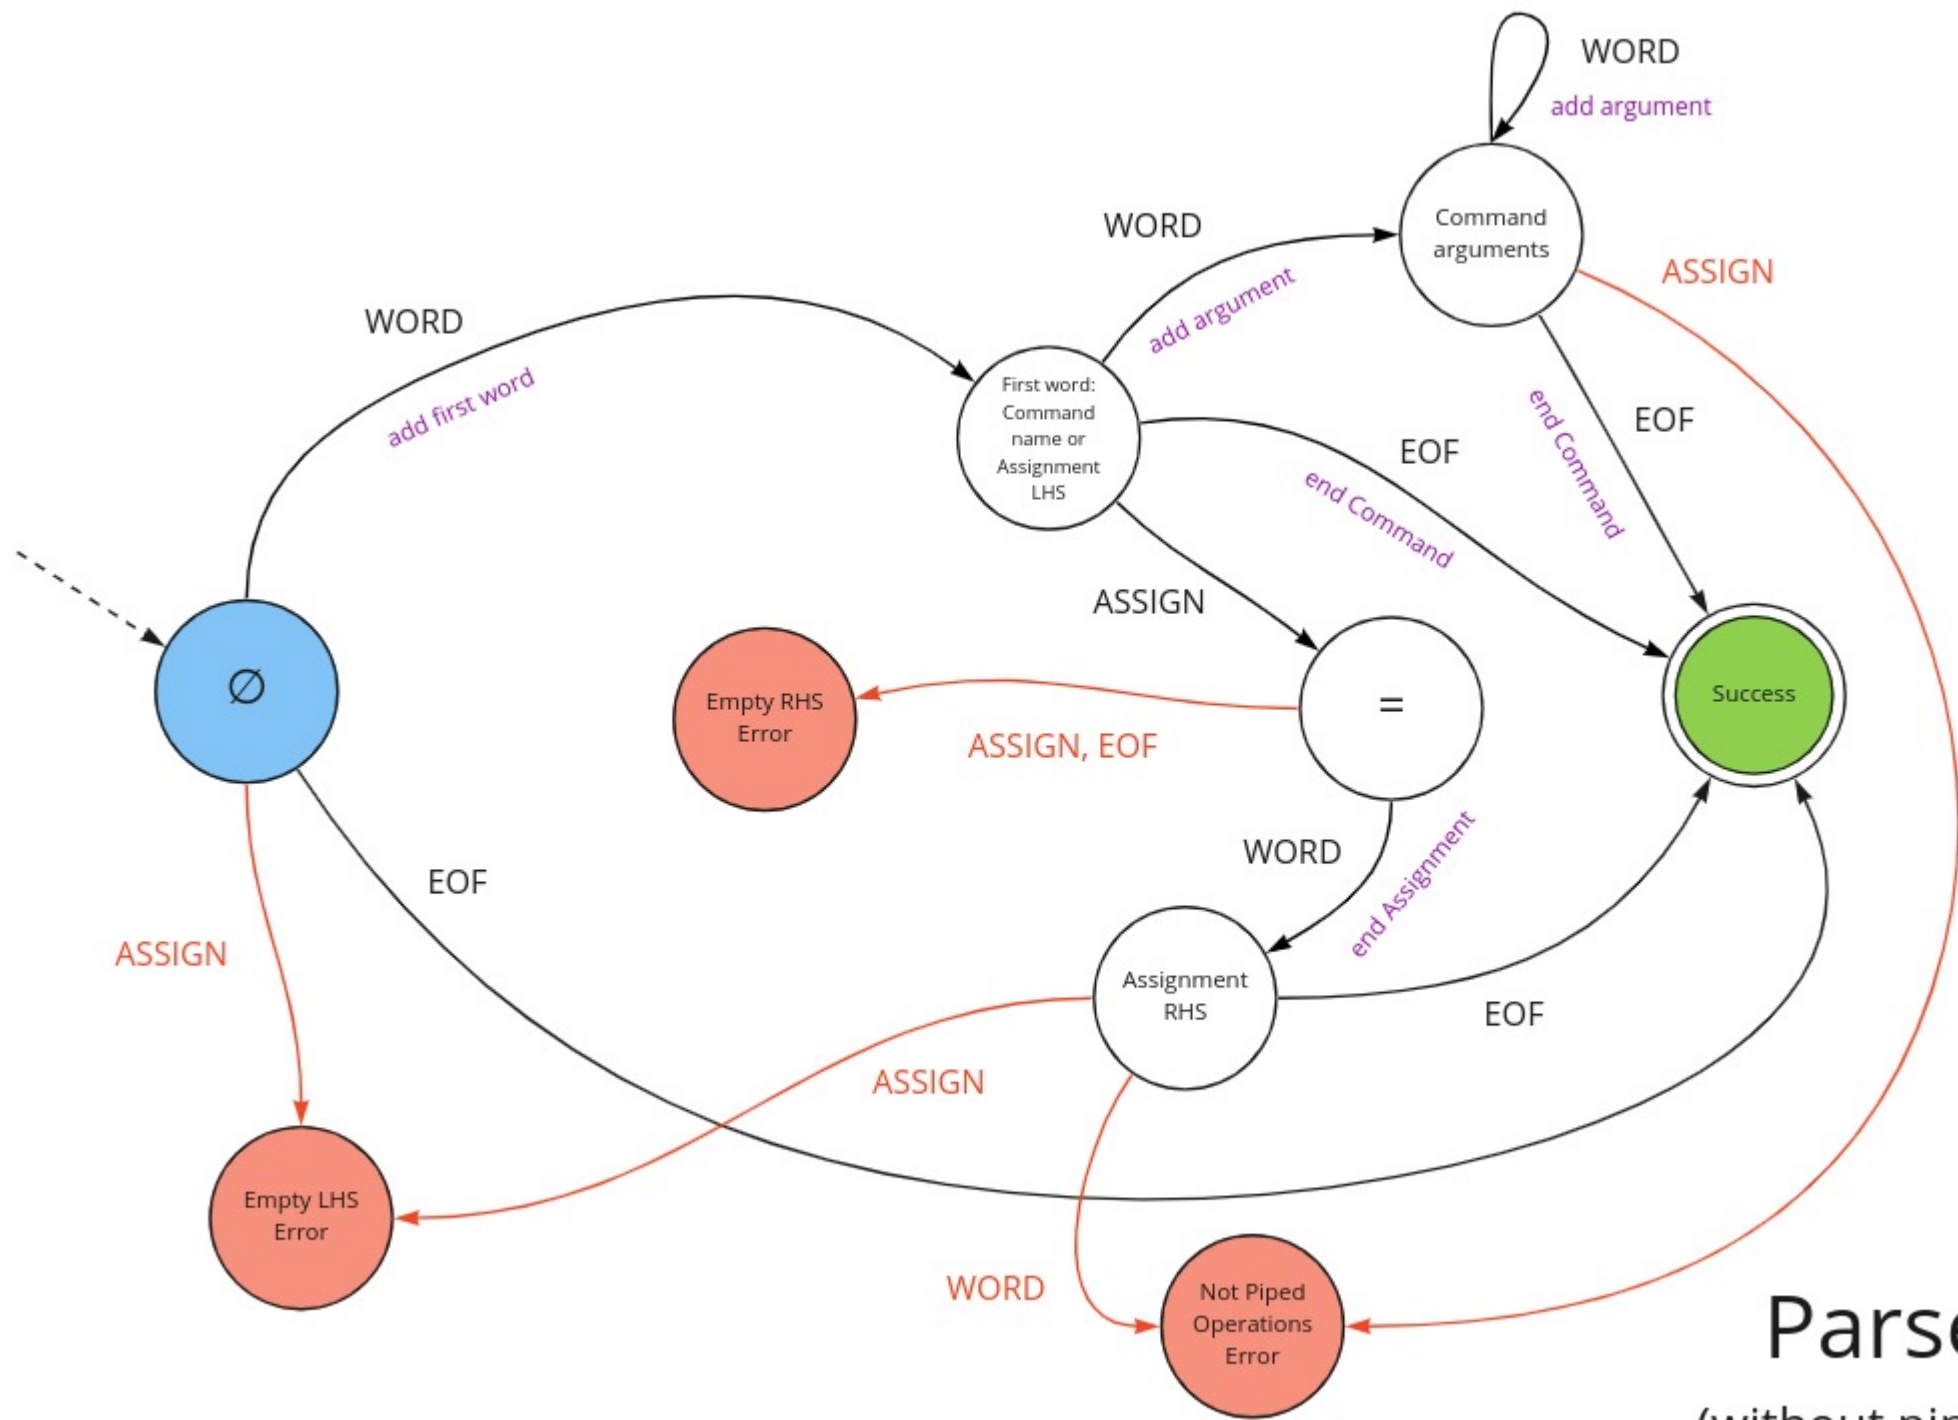 WORD
add argument
WORD
add argument
Command
arguments
ASSIGN
WORD
add first word
First word:
Command
name or
Assignment
LHS
EOF
end Command
EOF
end Command
ASSIGN
∅
Empty RHS
Error
ASSIGN, EOF
=
Success
WORD
end Assignment
EOF
ASSIGN
Assignment
RHS
EOF
ASSIGN
Empty LHS
Error
WORD
Not Piped
Operations
Error